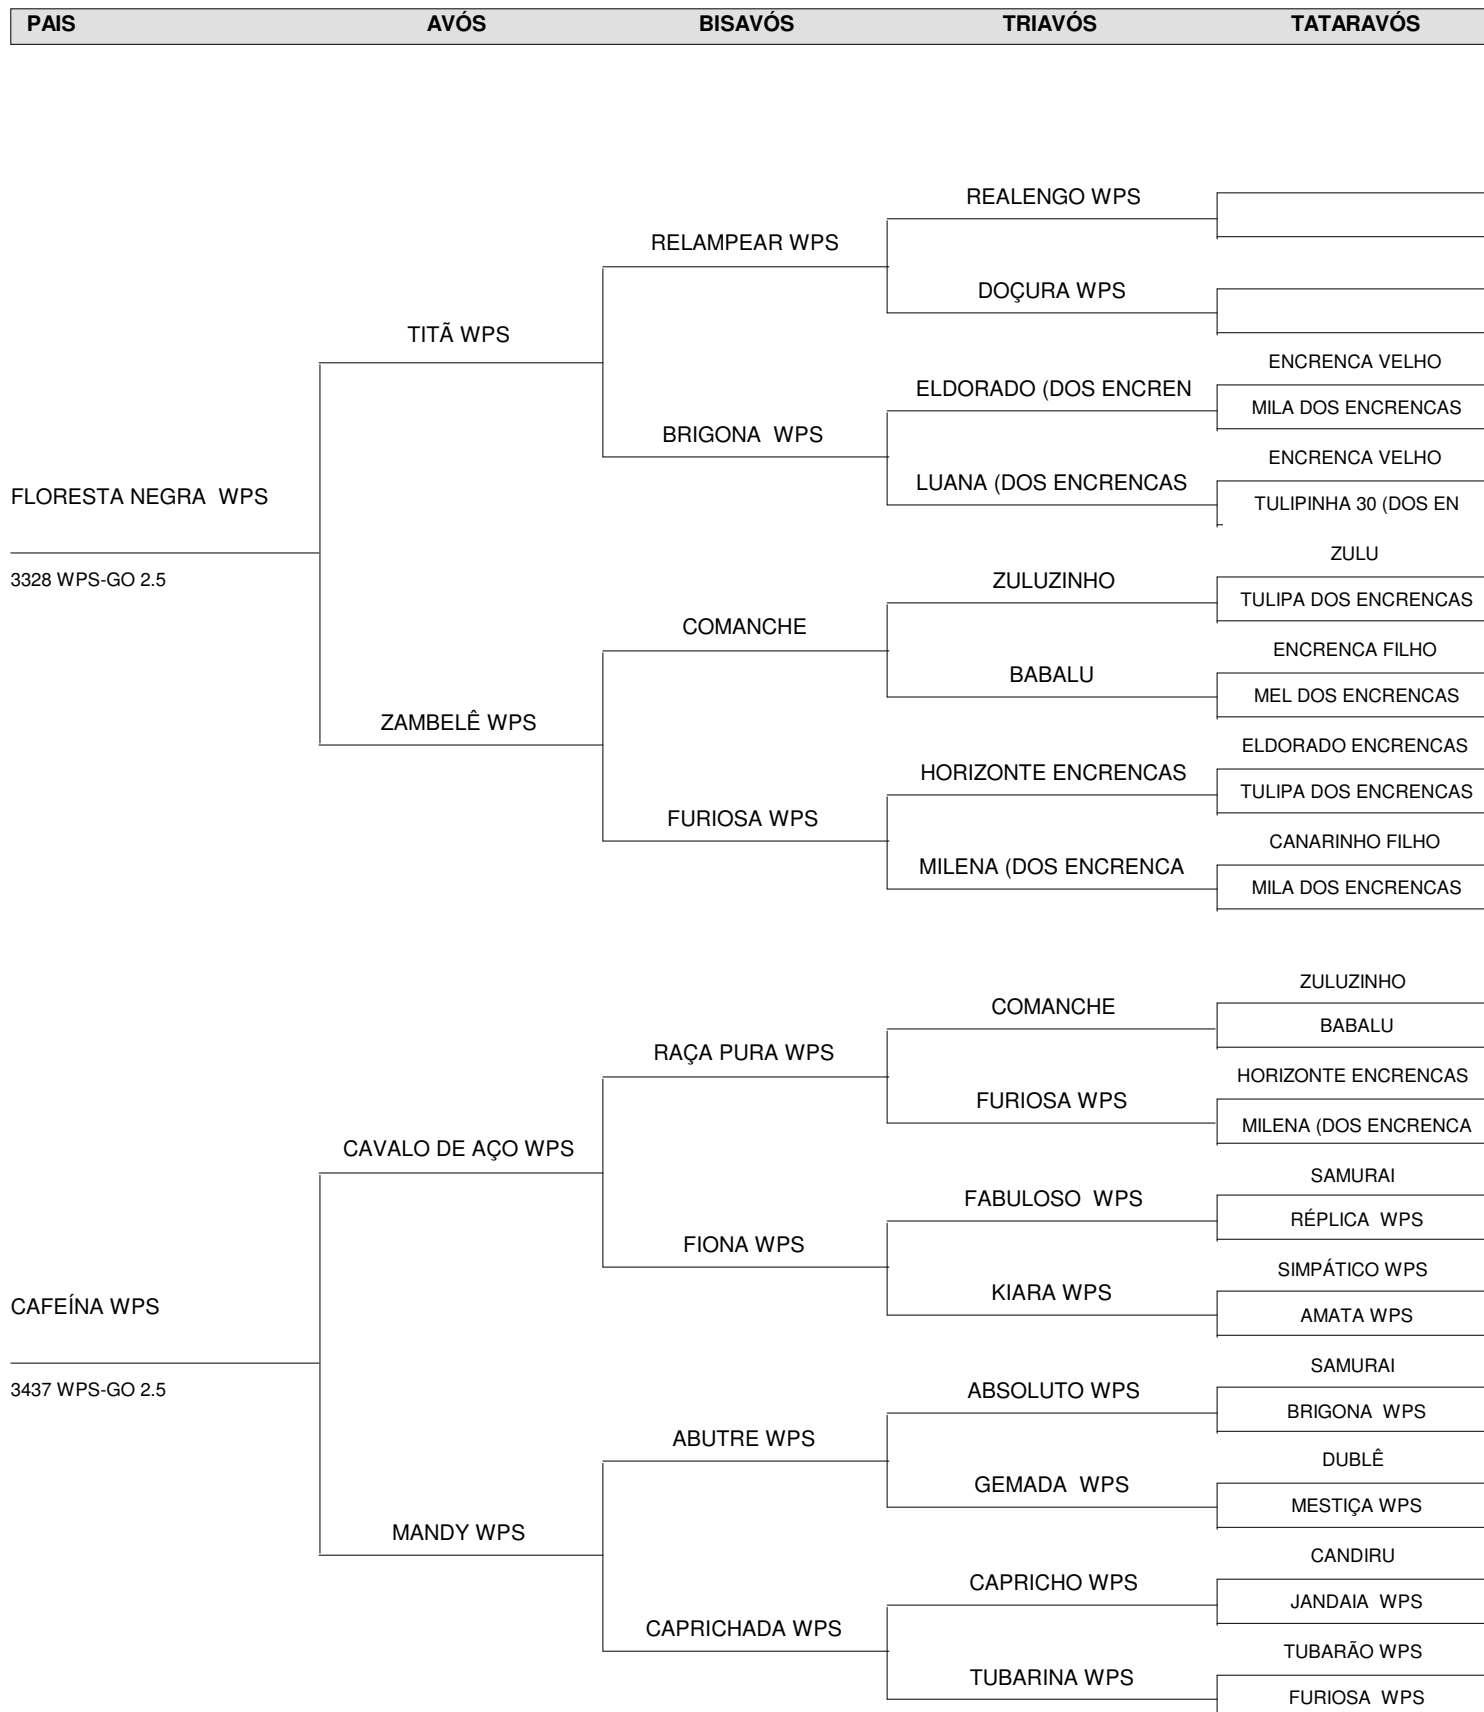 PAIS AVÓS BISAVÓS TRIAVÓS TATARAVÓS
REALENGO WPS
RELAMPEAR WPS
DOÇURA WPS
TITÃ WPS
ENCRENCA VELHO
ELDORADO (DOS ENCREN
MILA DOS ENCRENCAS
BRIGONA WPS
ENCRENCA VELHO
LUANA (DOS ENCRENCAS
TULIPINHA 30 (DOS EN
FLORESTA NEGRA WPS
3328 WPS-GO 2.5
ZULU
ZULUZINHO
TULIPA DOS ENCRENCAS
COMANCHE
ENCRENCA FILHO
BABALU
MEL DOS ENCRENCAS
ZAMBELÊ WPS
ELDORADO ENCRENCAS
HORIZONTE ENCRENCAS
TULIPA DOS ENCRENCAS
FURIOSA WPS
CANARINHO FILHO
MILENA (DOS ENCRENCA
MILA DOS ENCRENCAS
ZULUZINHO
COMANCHE
BABALU
RAÇA PURA WPS
HORIZONTE ENCRENCAS
FURIOSA WPS
MILENA (DOS ENCRENCA
CAVALO DE AÇO WPS
SAMURAI
FABULOSO WPS
RÉPLICA WPS
FIONA WPS
SIMPÁTICO WPS
KIARA WPS
AMATA WPS
CAFEÍNA WPS
3437 WPS-GO 2.5
SAMURAI
ABSOLUTO WPS
BRIGONA WPS
ABUTRE WPS
DUBLÊ
GEMADA WPS
MESTIÇA WPS
MANDY WPS
CANDIRU
CAPRICHO WPS
JANDAIA WPS
CAPRICHADA WPS
TUBARÃO WPS
TUBARINA WPS
FURIOSA WPS